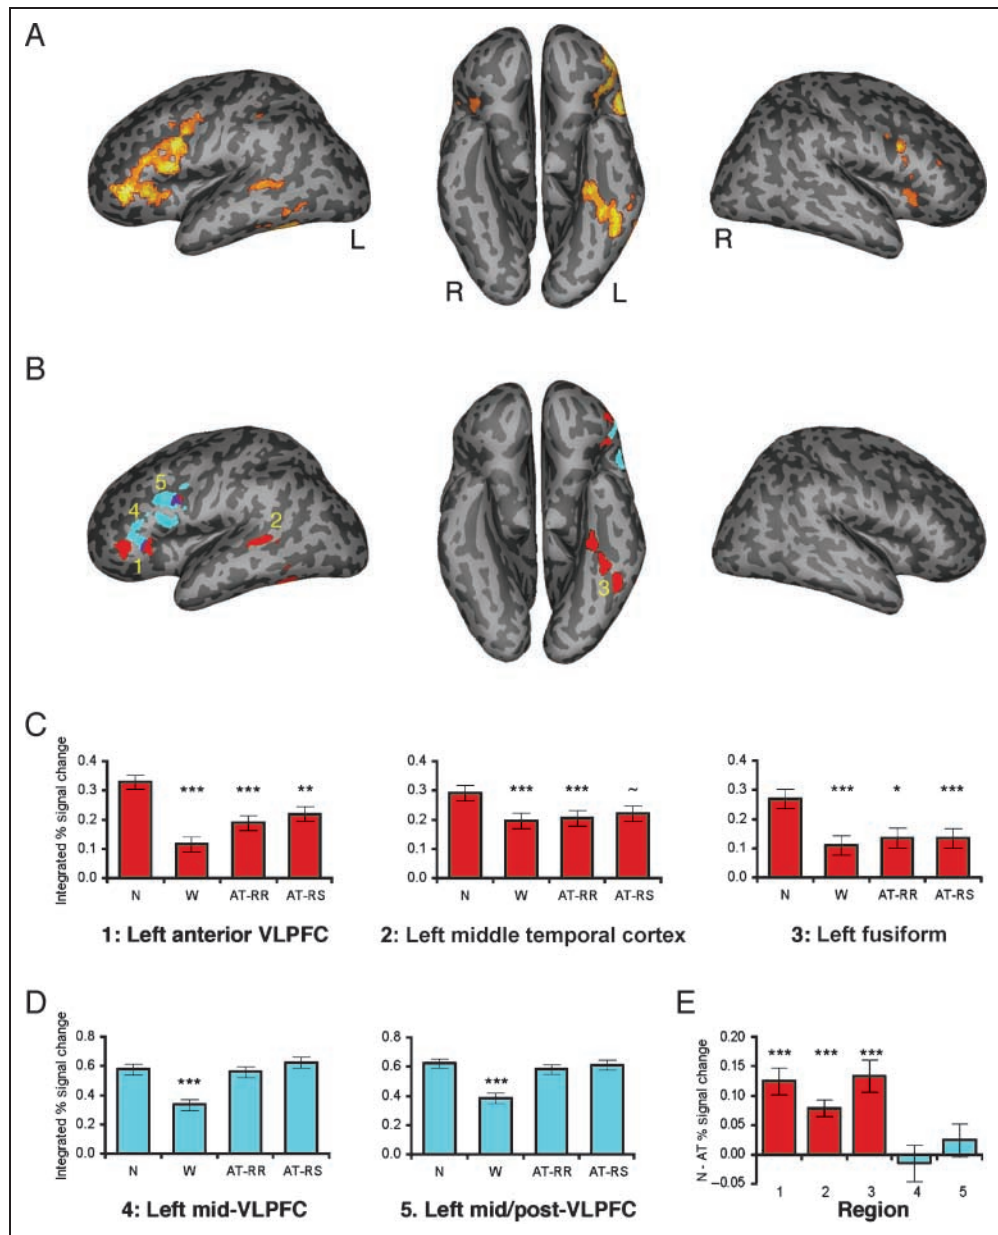 A
L
R
L
R
B
5
4
2
1
3
C
Integrated % signal change
0.4
0.3
0.2
0.1
0.0
*** *** **
N W AT-RR AT-RS
1: Left anterior VLPFC
0.4
0.3
0.2
0.1
0.0
*** *** ~
N W AT-RR AT-RS
2: Left middle temporal cortex
0.4
0.3
0.2
0.1
0.0
*** * ***
N W AT-RR AT-RS
3: Left fusiform
D
Integrated % signal change
0.8
0.6
0.4
0.2
0.0
***
N W AT-RR AT-RS
4: Left mid-VLPFC
0.8
0.6
0.4
0.2
0.0
***
N W AT-RR AT-RS
5. Left mid/post-VLPFC
E
N - AT % signal change
0.20
0.15
0.10
0.05
0.00
–0.05
*** *** ***
1 2 3 4 5
Region